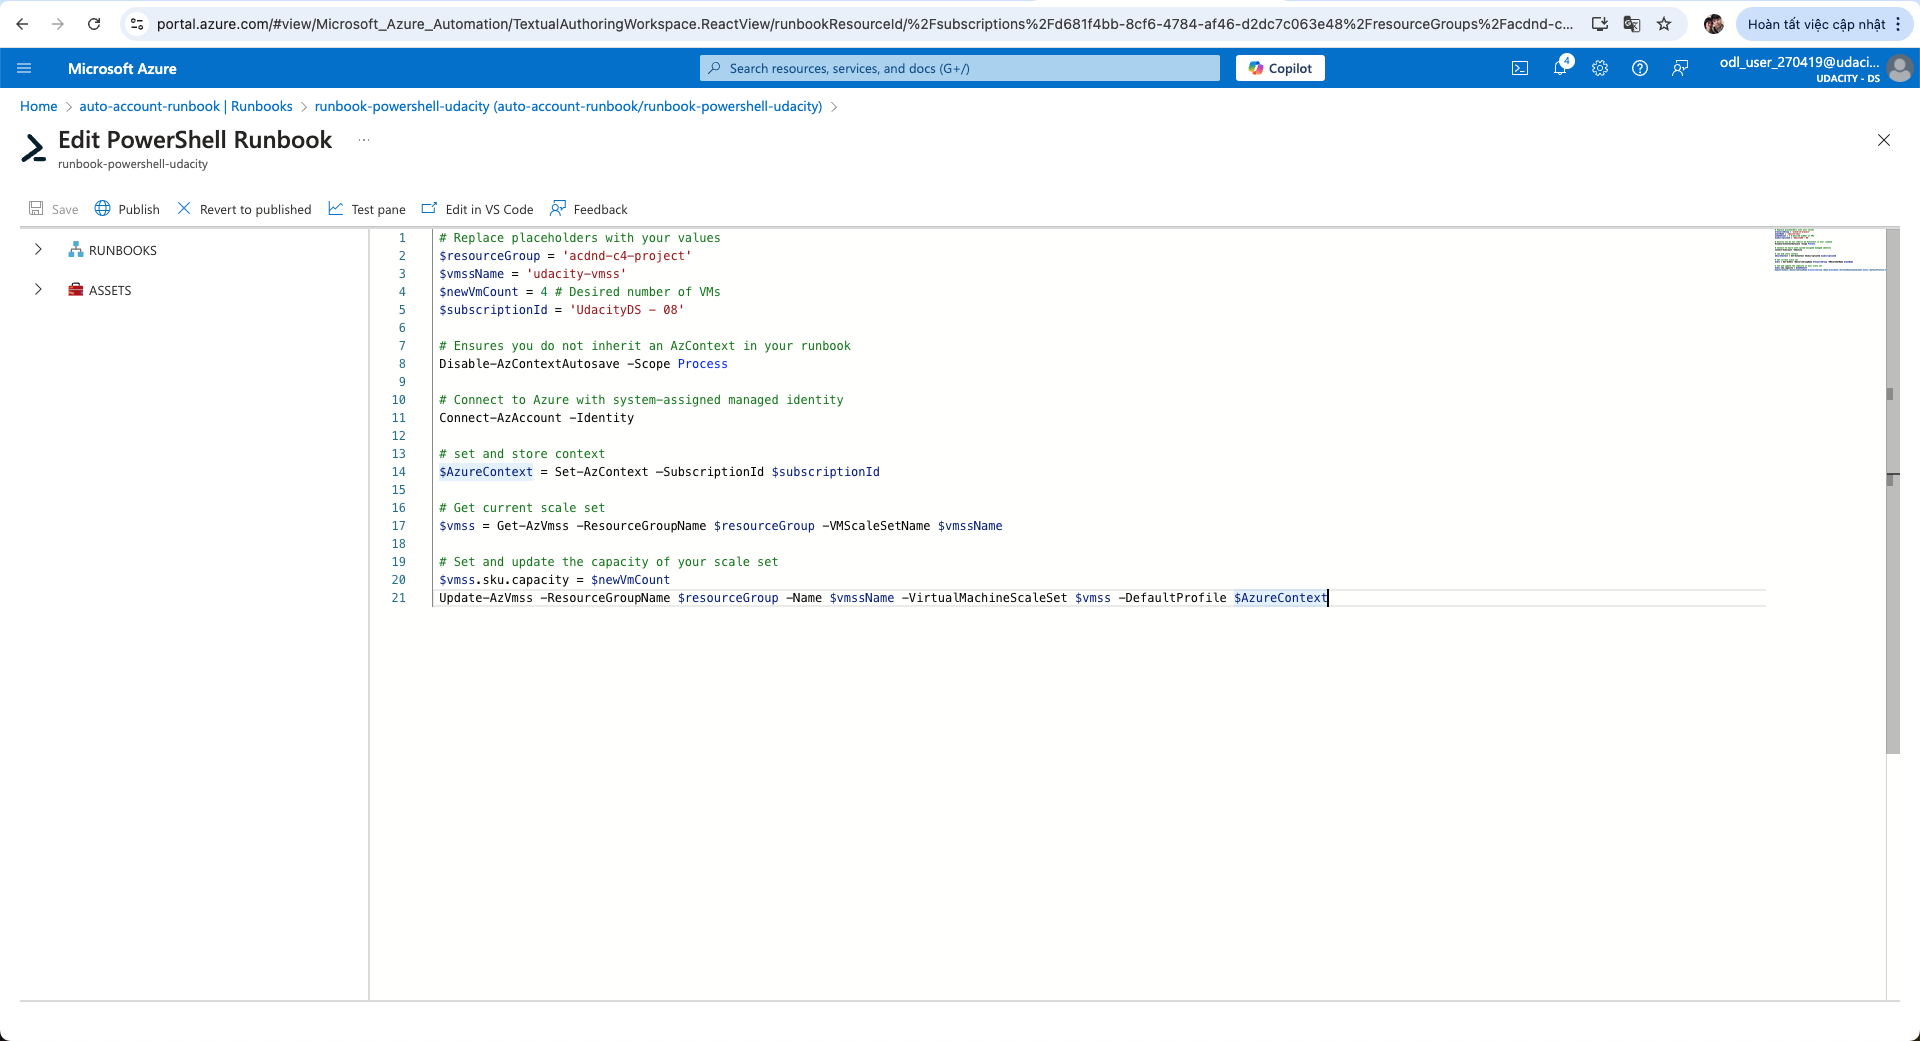 portal.azure.com/#view/Microsoft_Azure_Automation/TextualAuthoringWorkspace.ReactView/runbookResourceId/%2Fsubscriptions%2Fd681f4bb-8cf6-4784-af46-d2dc7c063e48%2FresourceGroups%2Facdnd-c...
Hoàn tất việc cập nhật
Microsoft Azure
Search resources, services, and docs (G+/)
Copilot
4
odl_user_270419@udaci...
UDACITY - DS
Home > auto-account-runbook | Runbooks > runbook-powershell-udacity (auto-account-runbook/runbook-powershell-udacity) >
Edit PowerShell Runbook ...
runbook-powershell-udacity
Save Publish Revert to published Test pane Edit in VS Code Feedback
RUNBOOKS
ASSETS
1 # Replace placeholders with your values
2 $resourceGroup = 'acdnd-c4-project'
3 $vmssName = 'udacity-vmss'
4 $newVmCount = 4 # Desired number of VMs
5 $subscriptionId = 'UdacityDS - 08'
6
7 # Ensures you do not inherit an AzContext in your runbook
8 Disable-AzContextAutosave -Scope Process
9
10 # Connect to Azure with system-assigned managed identity
11 Connect-AzAccount -Identity
12
13 # set and store context
14 $AzureContext = Set-AzContext -SubscriptionId $subscriptionId
15
16 # Get current scale set
17 $vmss = Get-AzVmss -ResourceGroupName $resourceGroup -VMScaleSetName $vmssName
18
19 # Set and update the capacity of your scale set
20 $vmss.sku.capacity = $newVmCount
21 Update-AzVmss -ResourceGroupName $resourceGroup -Name $vmssName -VirtualMachineScaleSet $vmss -DefaultProfile $AzureContext